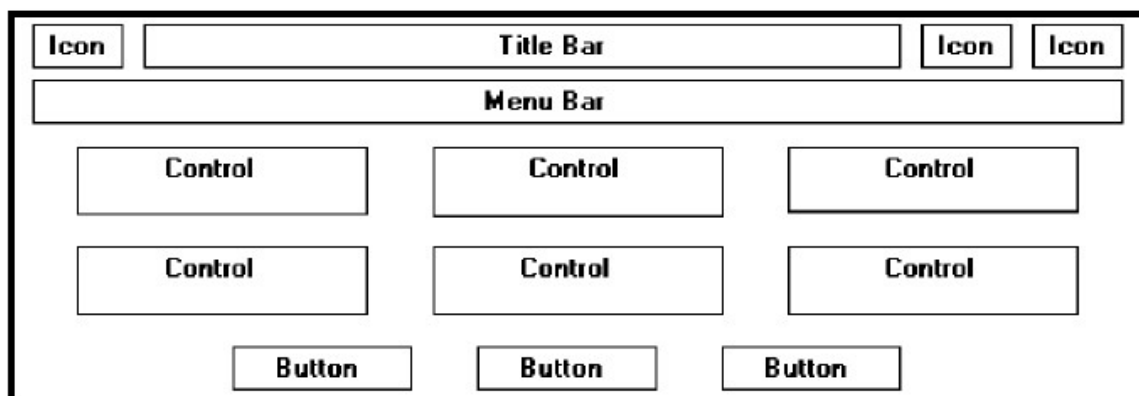 Icon Title Bar Icon Icon
Menu Bar
Control Control Control
Control Control Control
Button Button Button